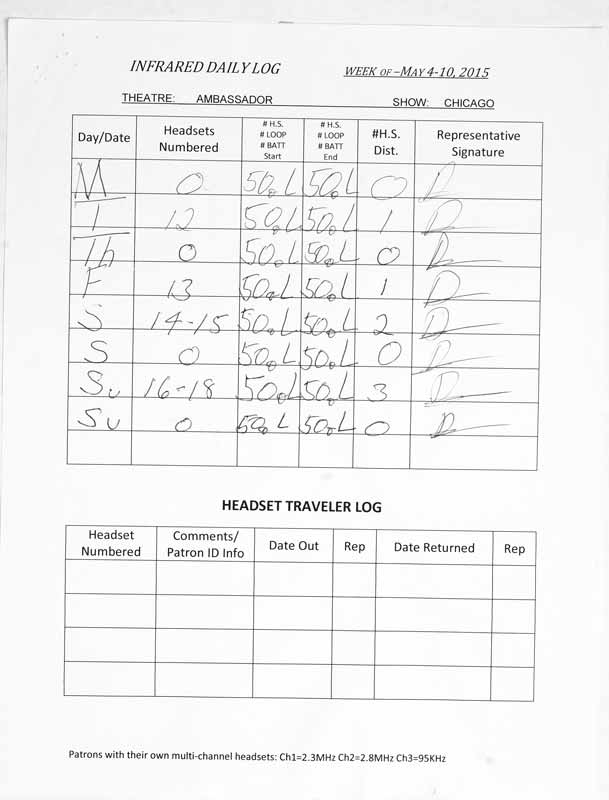 INFRARED DAILY LOG
WEEK OF –MAY 4-10, 2015
THEATRE: AMBASSADOR SHOW: CHICAGO
Day/Date Headsets Numbered # H.S. # LOOP # BATT Start # H.S. # LOOP # BATT End #H.S. Dist. Representative Signature
M 0 50.L 50.L 0
T 12 50.L 50.L 1
Th 0 50.L 50.L 0
F 13 50.L 50.L 1
S 14-15 50.L 50.L 2
S 0 50.L 50.L 0
Su 16-18 50.L 50.L 3
Su 0 50.L 50.L 0
HEADSET TRAVELER LOG
Headset Numbered Comments/ Patron ID Info Date Out Rep Date Returned Rep
Patrons with their own multi-channel headsets: Ch1=2.3MHz Ch2=2.8MHz Ch3=95KHz